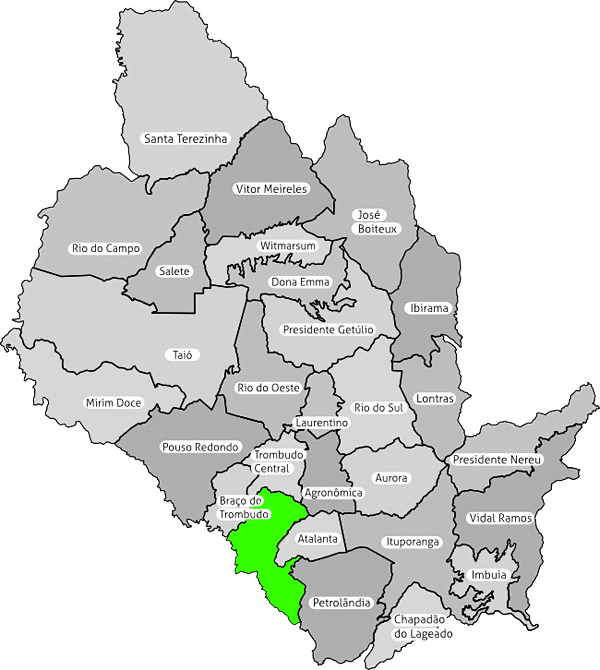 Santa Terezinha
Vitor Meireles
José
Boiteux
Rio do Campo
Witmarsum
Salete
Dona Emma
Ibirama
Presidente Getúlio
Taió
Rio do Oeste
Lontras
Mirim Doce
Rio do Sul
Laurentino
Pouso Redondo
Trombudo
Central
Presidente Nereu
Aurora
Agronômica
Braço do
Trombudo
Vidal Ramos
Atalanta
Ituporanga
Imbuia
Petrolândia
Chapadão
do Lageado